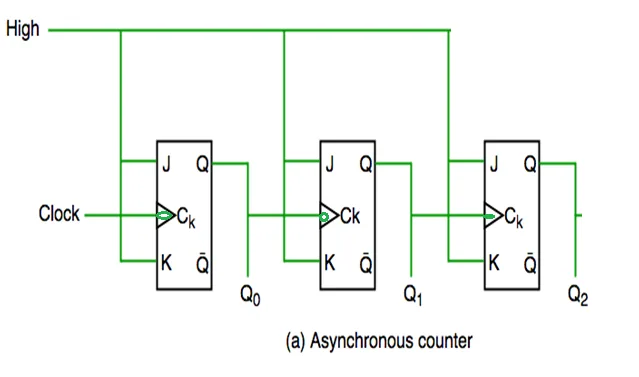 High
J Q J Q J Q
Clock Ck Ck Ck
K Q̄ K Q̄ K Q̄
Q0 Q1 Q2
(a) Asynchronous counter